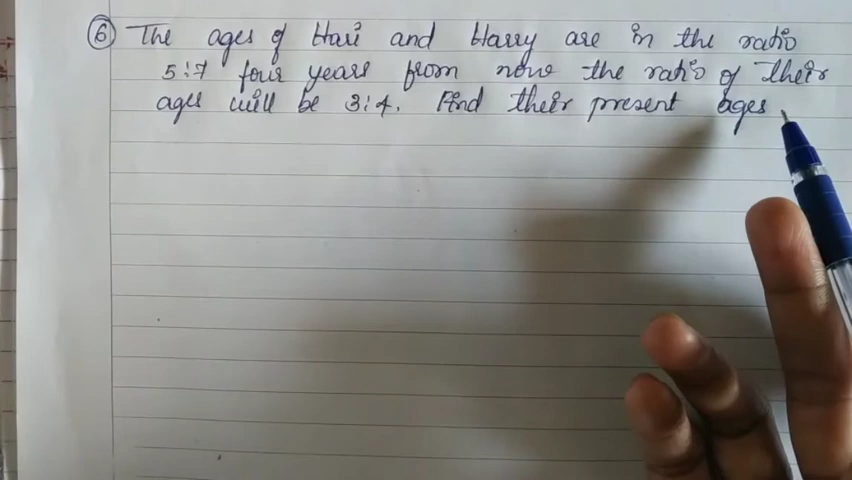 6 The ages of Hari and Harry are in the ratio
5:7 four years from now the ratio of their
ages will be 3:4. Find their present ages